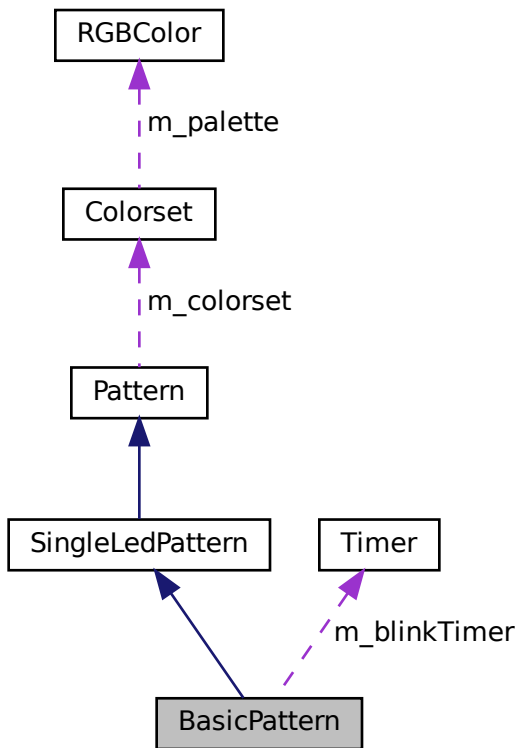 RGBColor
m_palette
Colorset
m_colorset
Pattern
SingleLedPattern
Timer
m_blinkTimer
BasicPattern